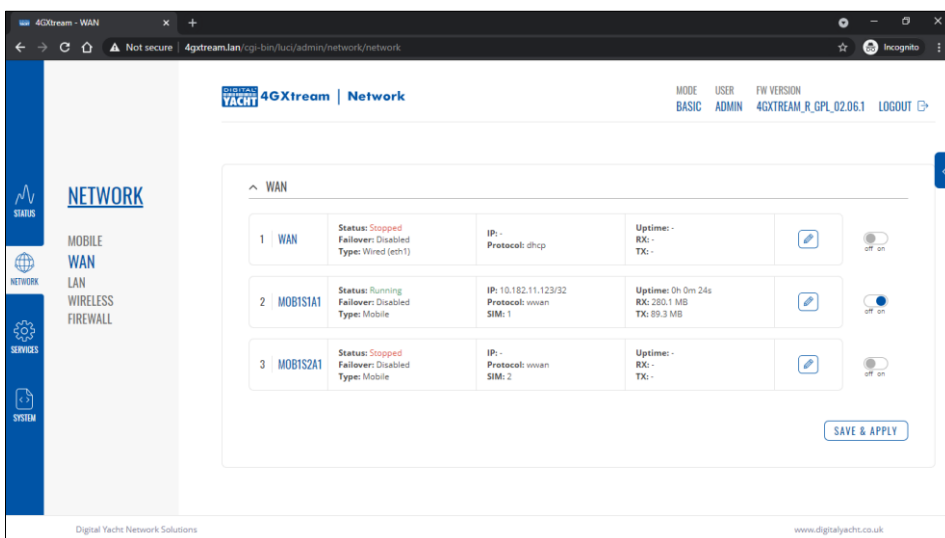 4GXtream - WAN
Not secure | 4gxtream.lan/cgi-bin/luci/admin/network/network
Incognito
DIGITAL YACHT 4GXtream | Network
MODE USER FW VERSION
BASIC ADMIN 4GXTREAM_R_GPL_02.06.1 LOGOUT
STATUS
NETWORK
SERVICES
SYSTEM
NETWORK
MOBILE
WAN
LAN
WIRELESS
FIREWALL
WAN
1 WAN
Status: Stopped
Failover: Disabled
Type: Wired (eth1)
IP: -
Protocol: dhcp
Uptime: -
RX: -
TX: -
off on
2 MOB1S1A1
Status: Running
Failover: Disabled
Type: Mobile
IP: 10.182.11.123/32
Protocol: wwan
SIM: 1
Uptime: 0h 0m 24s
RX: 280.1 MB
TX: 89.3 MB
off on
3 MOB1S2A1
Status: Stopped
Failover: Disabled
Type: Mobile
IP: -
Protocol: wwan
SIM: 2
Uptime: -
RX: -
TX: -
off on
SAVE & APPLY
Digital Yacht Network Solutions
www.digitalyacht.co.uk